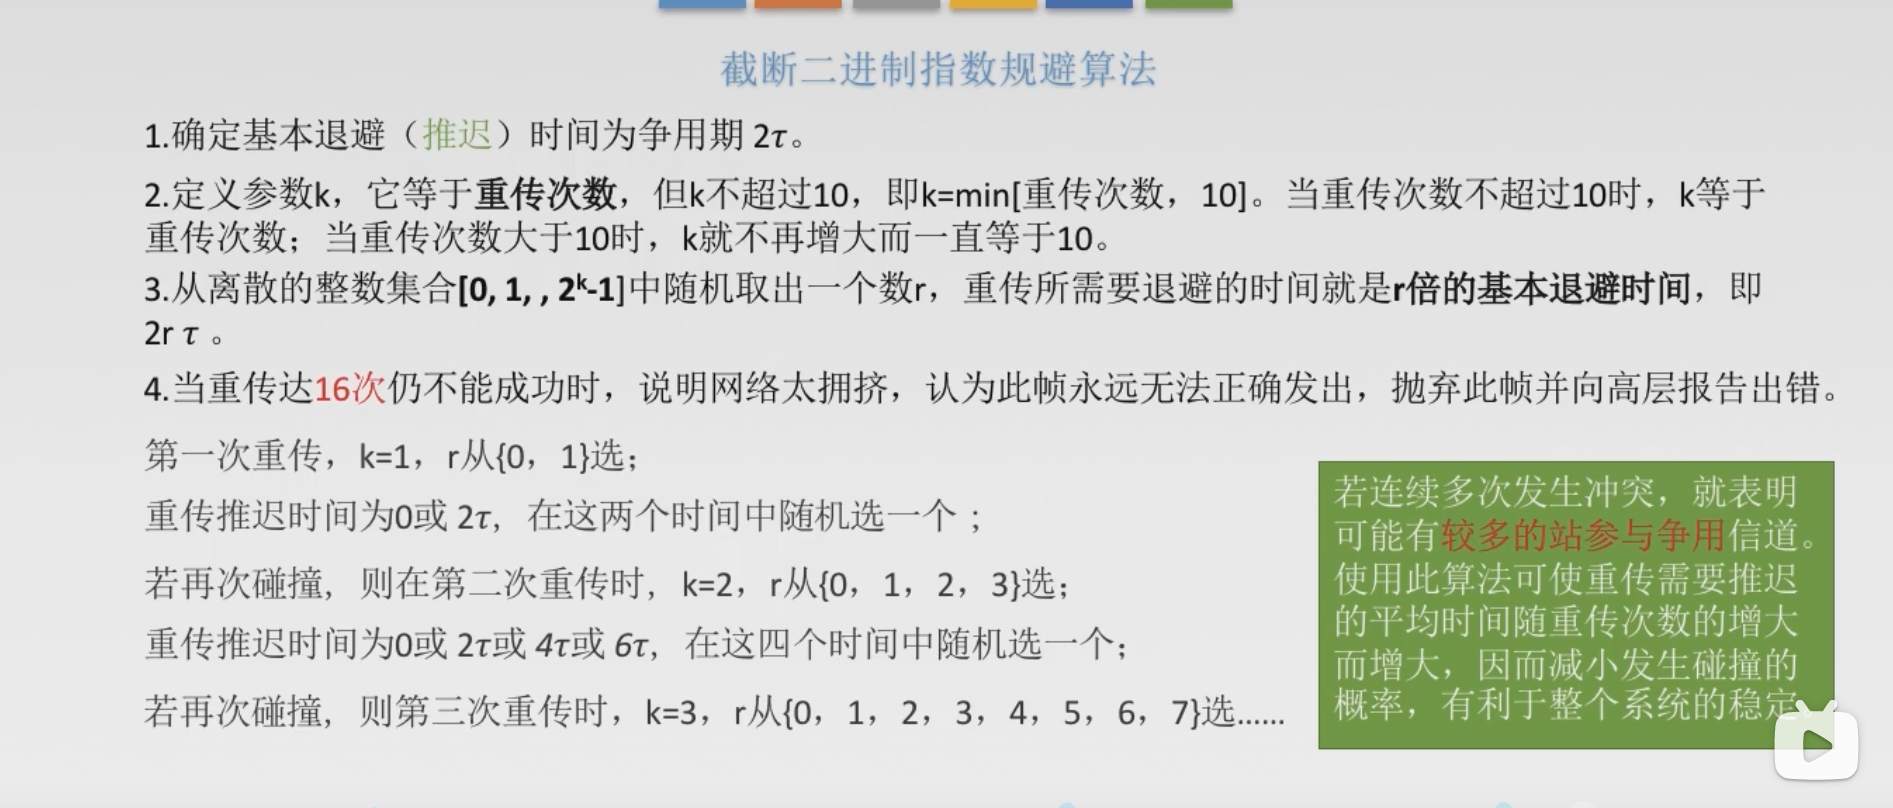 截断二进制指数规避算法
1.确定基本退避（推迟）时间为争用期 2τ。
2.定义参数k，它等于重传次数，但k不超过10，即k=min[重传次数，10]。当重传次数不超过10时，k等于
重传次数；当重传次数大于10时，k就不再增大而一直等于10。
3.从离散的整数集合[0, 1, , 2ᵏ-1]中随机取出一个数r，重传所需要退避的时间就是r倍的基本退避时间，即
2r τ 。
4.当重传达16次仍不能成功时，说明网络太拥挤，认为此帧永远无法正确发出，抛弃此帧并向高层报告出错。
第一次重传，k=1，r从{0，1}选；
重传推迟时间为0或 2τ，在这两个时间中随机选一个；
若再次碰撞，则在第二次重传时，k=2，r从{0，1，2，3}选；
重传推迟时间为0或 2τ或 4τ或 6τ，在这四个时间中随机选一个；
若再次碰撞，则第三次重传时，k=3，r从{0，1，2，3，4，5，6，7}选......
若连续多次发生冲突，就表明
可能有较多的站参与争用信道。
使用此算法可使重传需要推迟
的平均时间随重传次数的增大
而增大，因而减小发生碰撞的
概率，有利于整个系统的稳定